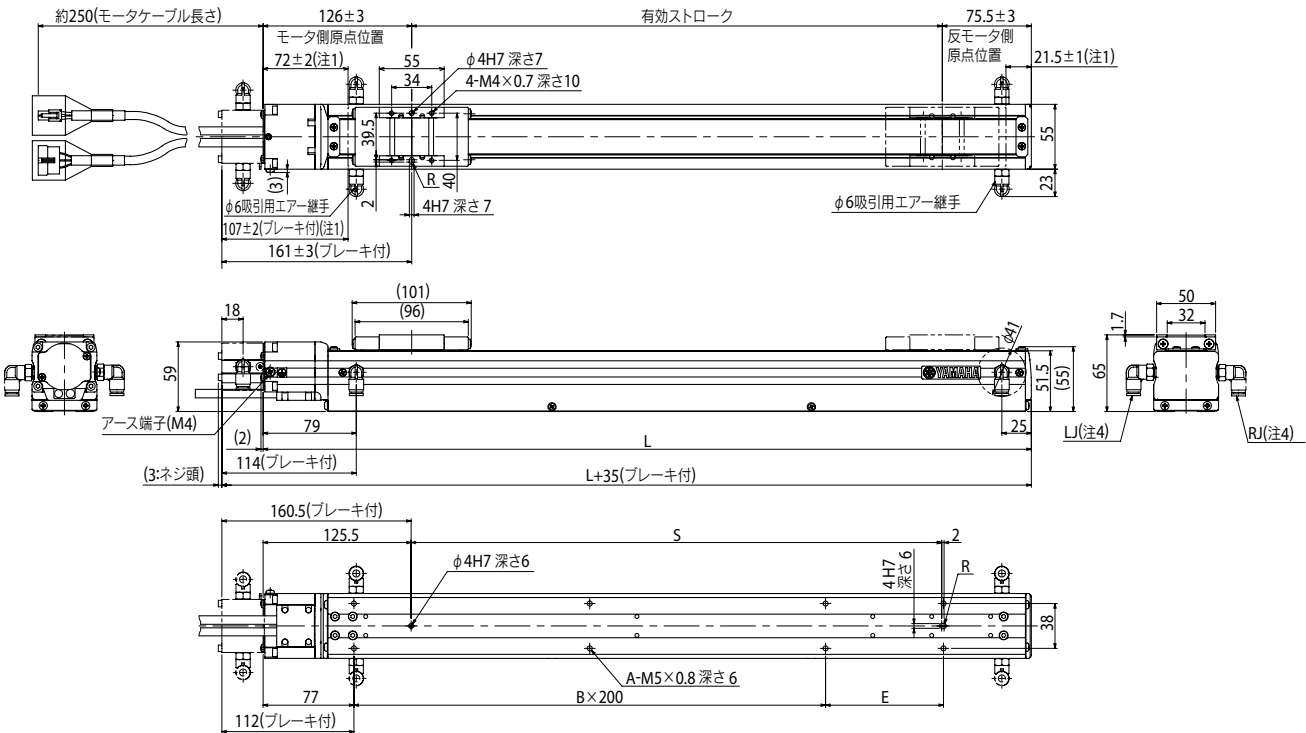 約250(モータケーブル長さ)
126±3
モータ側原点位置
有効ストローク
75.5±3
反モータ側
原点位置
72±2(注1)
21.5±1(注1)
55
34
φ4H7 深さ7
4-M4×0.7 深さ10
39.5
40
55
23
(3)
2
R
4H7 深さ 7
φ6吸引用エアー継手
φ6吸引用エアー継手
107±2(ブレーキ付)(注1)
161±3(ブレーキ付)
(101)
(96)
18
59
φ41
YAMAHA
51.5
(55)
50
32
1.7
65
アース端子(M4)
LJ(注4)
RJ(注4)
79
25
(2)
L
114(ブレーキ付)
(3:ネジ頭)
L+35(ブレーキ付)
160.5(ブレーキ付)
125.5
S
2
φ4H7 深さ6
4H7
深さ 6
R
38
A-M5×0.8 深さ 6
77
B×200
E
112(ブレーキ付)